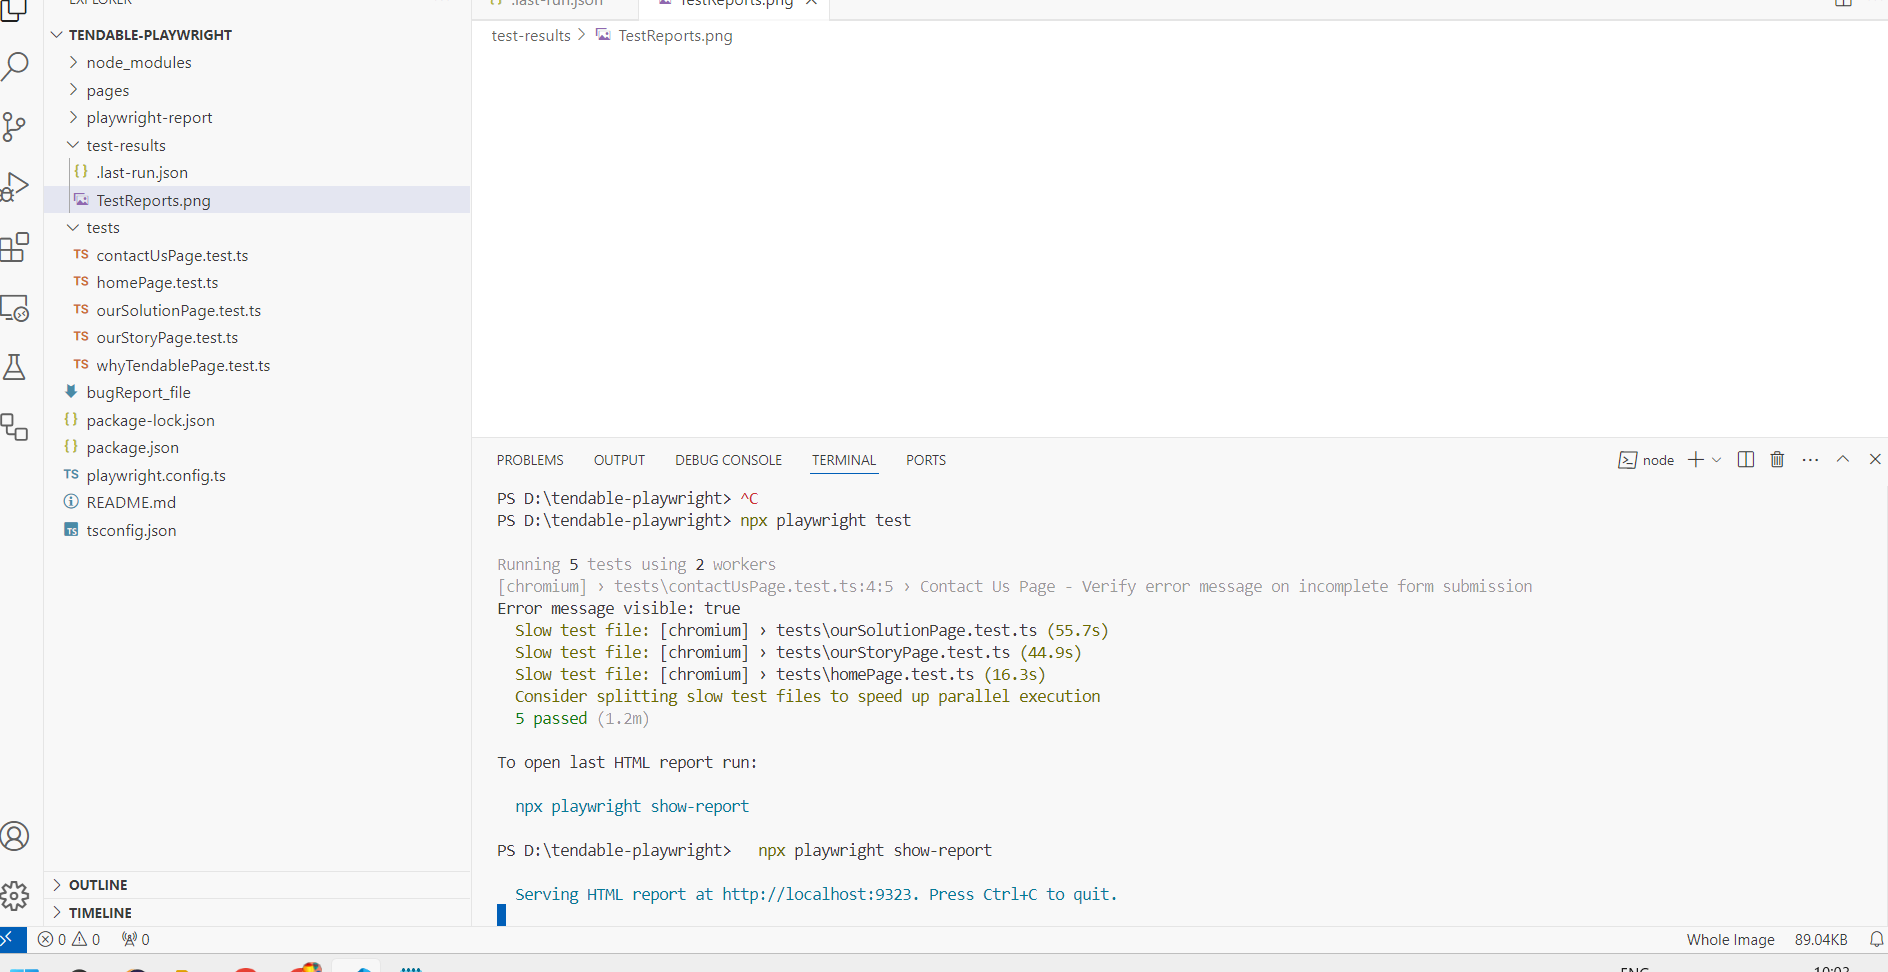 EXPLORER
TENDABLE-PLAYWRIGHT
node_modules
pages
playwright-report
test-results
{} .last-run.json
TestReports.png
tests
TS contactUsPage.test.ts
TS homePage.test.ts
TS ourSolutionPage.test.ts
TS ourStoryPage.test.ts
TS whyTendablePage.test.ts
bugReport_file
{} package-lock.json
{} package.json
TS playwright.config.ts
README.md
TS tsconfig.json
OUTLINE
TIMELINE
{} .last-run.json
TestReports.png
test-results > TestReports.png
PROBLEMS OUTPUT DEBUG CONSOLE TERMINAL PORTS
node
PS D:\tendable-playwright> ^C
PS D:\tendable-playwright> npx playwright test
Running 5 tests using 2 workers
[chromium] › tests\contactUsPage.test.ts:4:5 › Contact Us Page - Verify error message on incomplete form submission
Error message visible: true
Slow test file: [chromium] › tests\ourSolutionPage.test.ts (55.7s)
Slow test file: [chromium] › tests\ourStoryPage.test.ts (44.9s)
Slow test file: [chromium] › tests\homePage.test.ts (16.3s)
Consider splitting slow test files to speed up parallel execution
5 passed (1.2m)
To open last HTML report run:
npx playwright show-report
PS D:\tendable-playwright> npx playwright show-report
Serving HTML report at http://localhost:9323. Press Ctrl+C to quit.
0 0 0
Whole Image 89.04KB
ENG
10:03